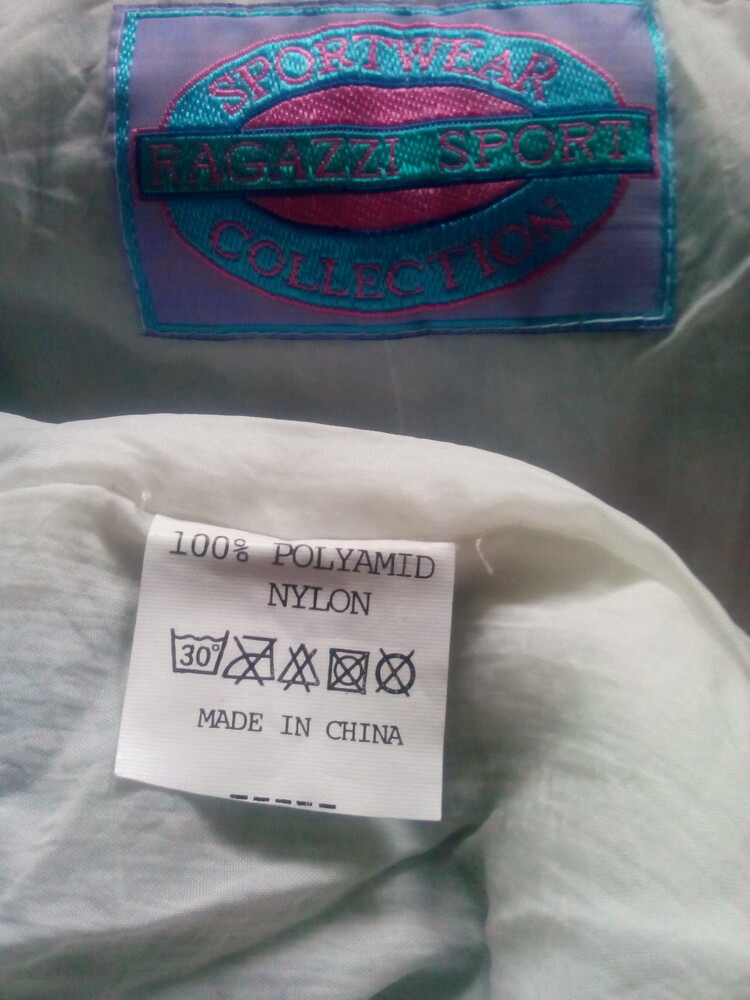 SPORTWEAR
RAGAZZI SPORT
COLLECTION
100% POLYAMID
NYLON
30°
MADE IN CHINA